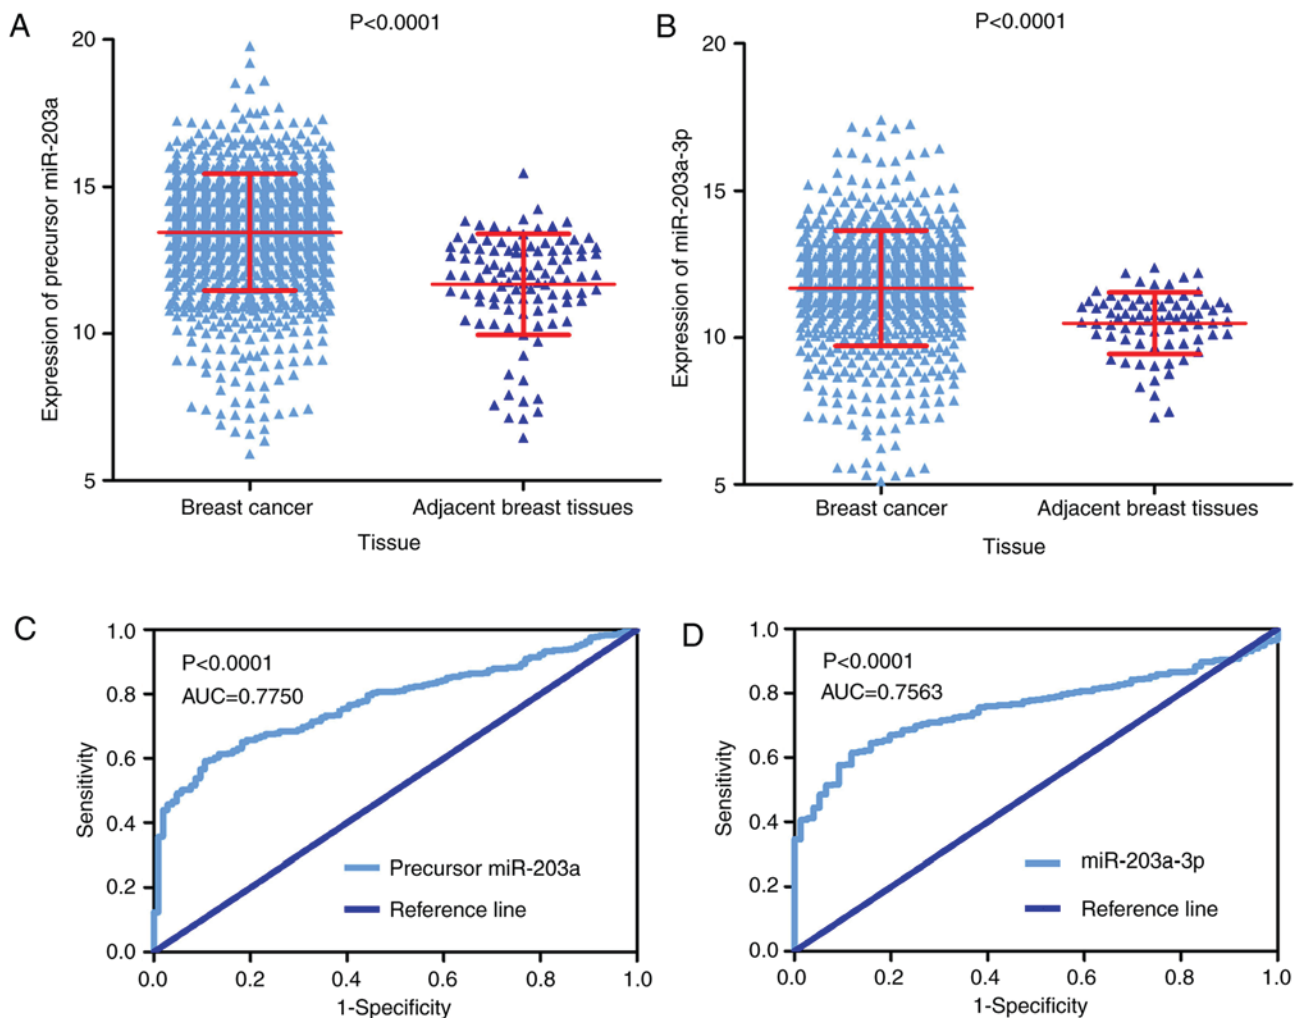 A
P<0.0001
20
15
10
5
Expression of precursor miR-203a
Breast cancer
Adjacent breast tissues
Tissue
B
P<0.0001
20
15
10
5
Expression of miR-203a-3p
Breast cancer
Adjacent breast tissues
Tissue
C
1.0
0.8
0.6
0.4
0.2
0.0
Sensitivity
P<0.0001
AUC=0.7750
Precursor miR-203a
Reference line
0.0
0.2
0.4
0.6
0.8
1.0
1-Specificity
D
1.0
0.8
0.6
0.4
0.2
0.0
Sensitivity
P<0.0001
AUC=0.7563
miR-203a-3p
Reference line
0.0
0.2
0.4
0.6
0.8
1.0
1-Specificity